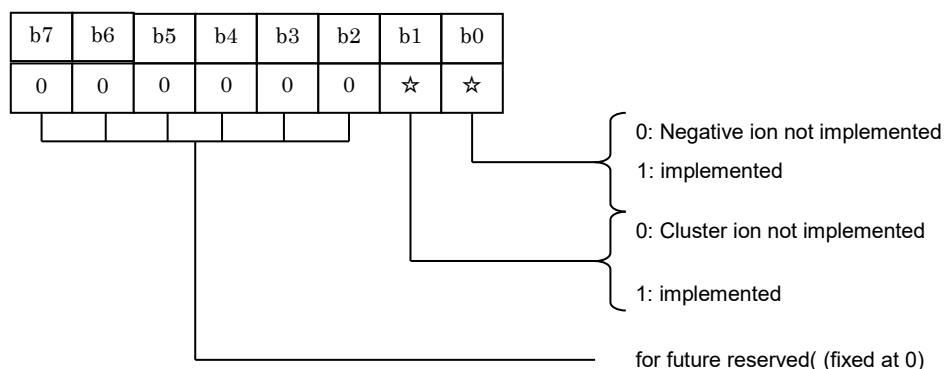 b7 b6 b5 b4 b3 b2 b1 b0
0 0 0 0 0 0 ☆ ☆
0: Negative ion not implemented
1: implemented
0: Cluster ion not implemented
1: implemented
for future reserved( (fixed at 0)